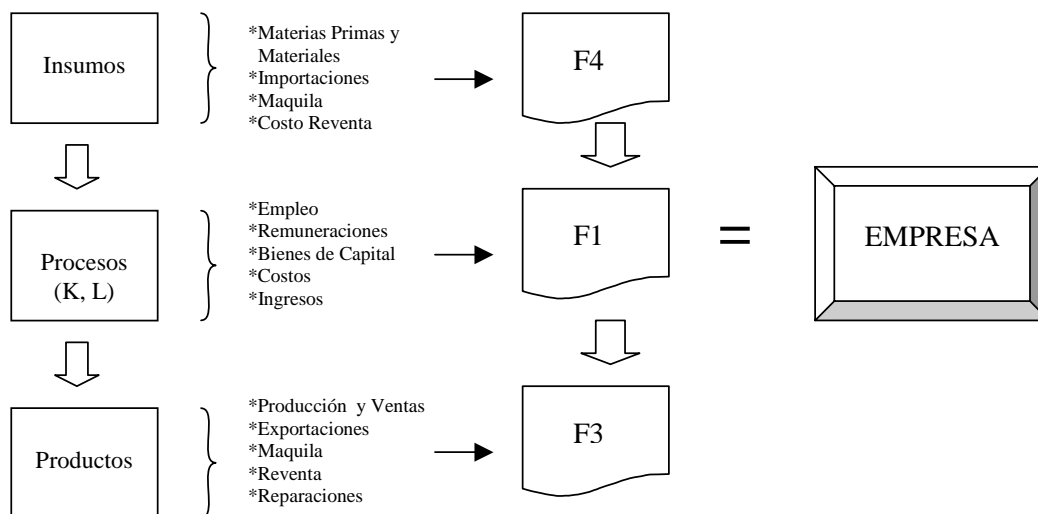 Insumos
*Materias Primas y
Materiales
*Importaciones
*Maquila
*Costo Reventa
F4
Procesos
(K, L)
*Empleo
*Remuneraciones
*Bienes de Capital
*Costos
*Ingresos
F1
=
EMPRESA
Productos
*Producción y Ventas
*Exportaciones
*Maquila
*Reventa
*Reparaciones
F3